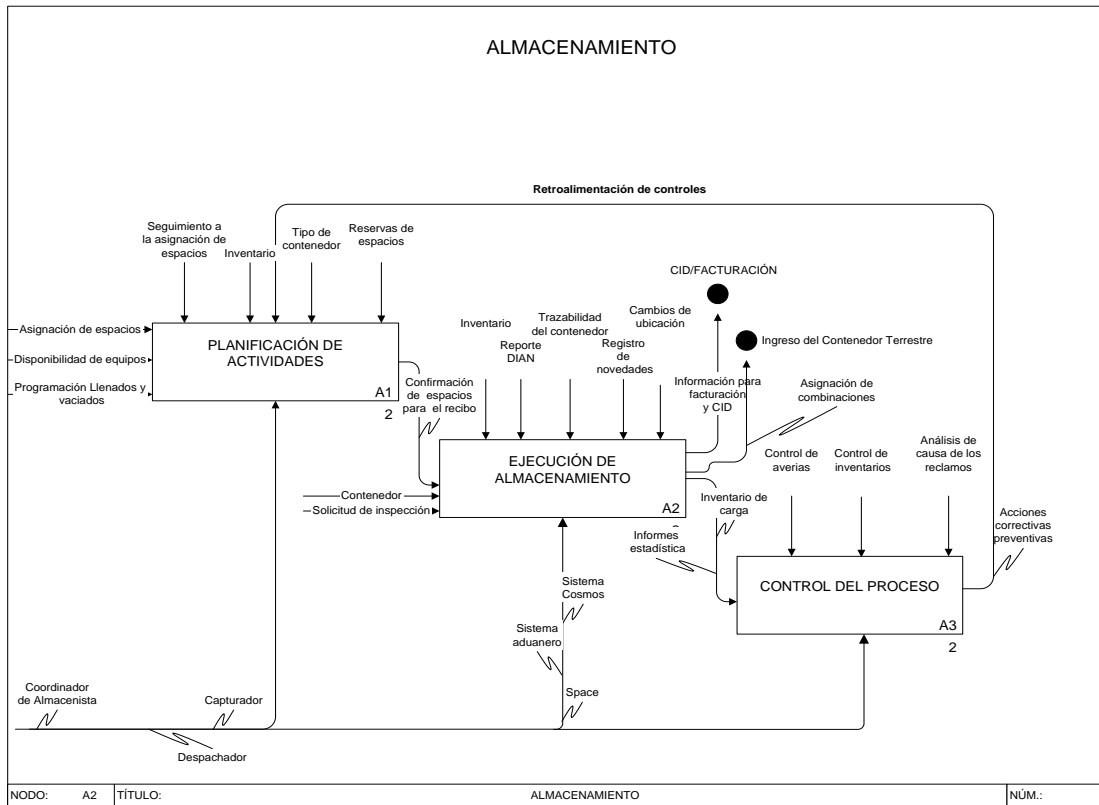 ALMACENAMIENTO
Retroalimentación de controles
Seguimiento a
la asignación de
espacios
Inventario
Tipo de
contenedor
Reservas de
espacios
Asignación de espacios
Disponibilidad de equipos
Programación Llenados y
vaciados
PLANIFICACIÓN DE
ACTIVIDADES
A1
2
Confirmación
de espacios
para el recibo
CID/FACTURACIÓN
Ingreso del Contenedor Terrestre
Inventario
Reporte
DIAN
Trazabilidad
del contenedor
Registro
de
novedades
Cambios de
ubicación
Información para
facturación
y CID
Asignación de
combinaciones
Contenedor
Solicitud de inspección
EJECUCIÓN DE
ALMACENAMIENTO
A2
Inventario de
carga
Informes
estadística
Control de
averias
Control de
inventarios
Análisis de
causa de los
reclamos
Acciones
correctivas
preventivas
CONTROL DEL PROCESO
A3
2
Sistema
Cosmos
Sistema
aduanero
Space
Coordinador
de Almacenista
Capturador
Despachador
NODO: A2 TÍTULO: ALMACENAMIENTO NÚM.: